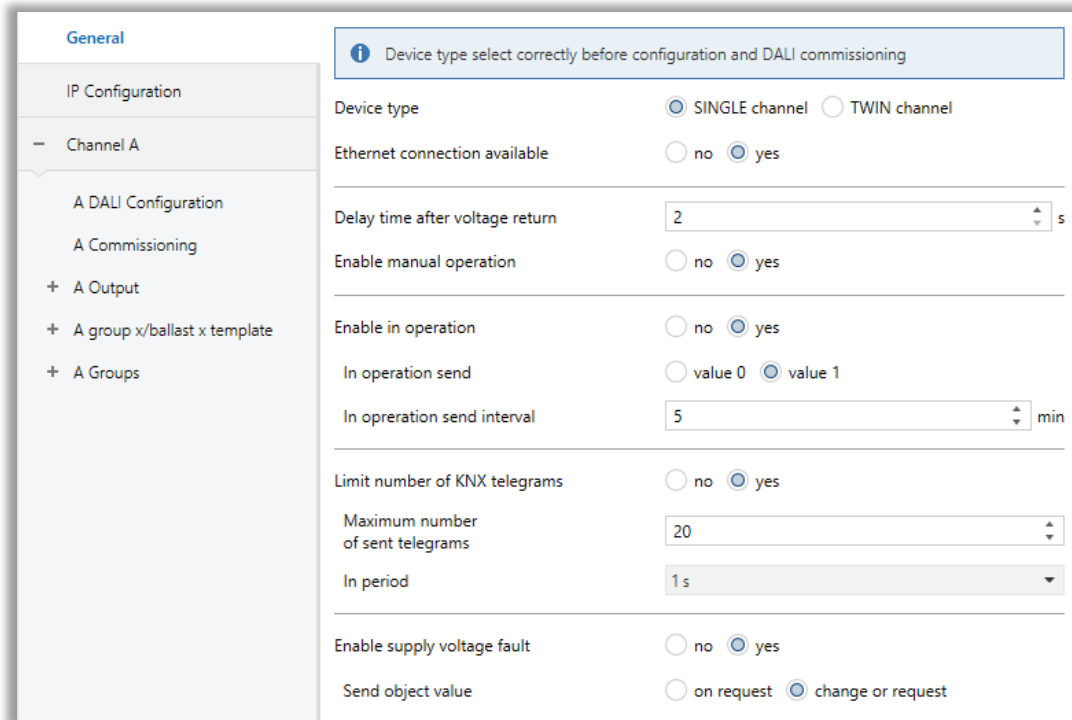 General
IP Configuration
− Channel A
A DALI Configuration
A Commissioning
+ A Output
+ A group x/ballast x template
+ A Groups
Device type select correctly before configuration and DALI commissioning
Device type SINGLE channel TWIN channel
Ethernet connection available no yes
Delay time after voltage return 2 s
Enable manual operation no yes
Enable in operation no yes
In operation send value 0 value 1
In opreration send interval 5 min
Limit number of KNX telegrams no yes
Maximum number
of sent telegrams 20
In period 1 s
Enable supply voltage fault no yes
Send object value on request change or request